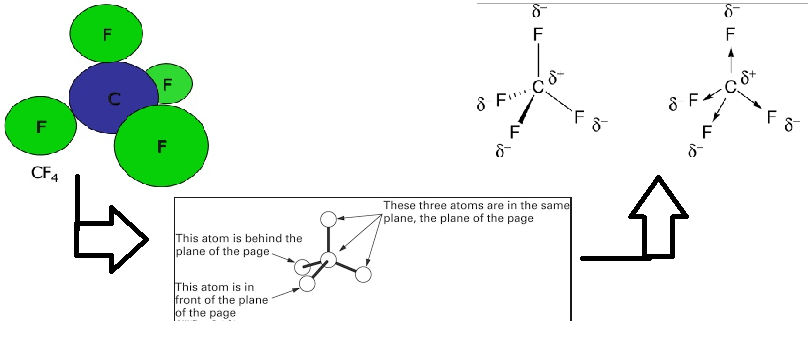 F
C
F
F
F
CF₄
These three atoms are in the same
plane, the plane of the page
This atom is behind the
plane of the page
This atom is in
front of the plane
of the page
δ⁻
F
C δ⁺
δ F
F δ⁻
F
δ⁻
δ⁻
F
C δ⁺
δ F
F δ⁻
F
δ⁻